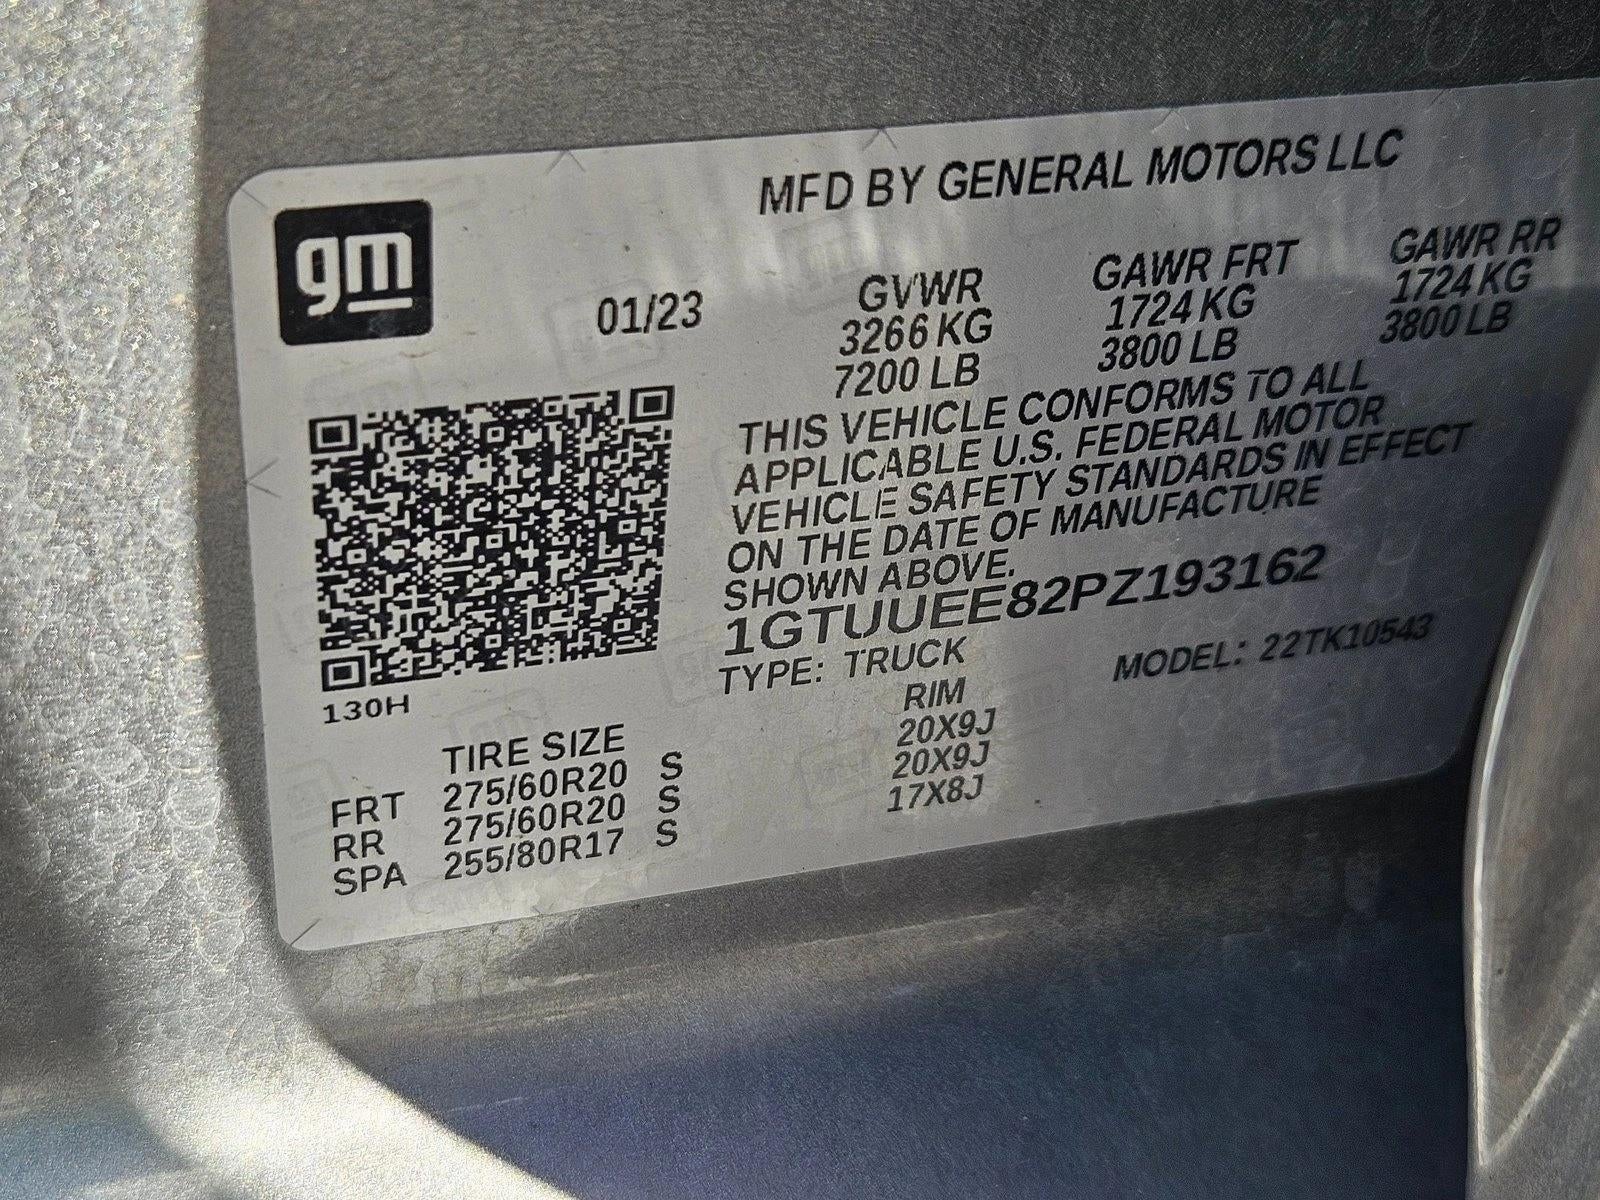 gm
MFD BY GENERAL MOTORS LLC
01/23
GVWR GAWR FRT GAWR RR
3266 KG 1724 KG 1724 KG
7200 LB 3800 LB 3800 LB
THIS VEHICLE CONFORMS TO ALL
APPLICABLE U.S. FEDERAL MOTOR
VEHICLE SAFETY STANDARDS IN EFFECT
ON THE DATE OF MANUFACTURE
SHOWN ABOVE.
1GTUUEE82PZ193162
TYPE: TRUCK MODEL: 22TK10543
130H
TIRE SIZE RIM
FRT 275/60R20 S 20X9J
RR 275/60R20 S 20X9J
SPA 255/80R17 S 17X8J